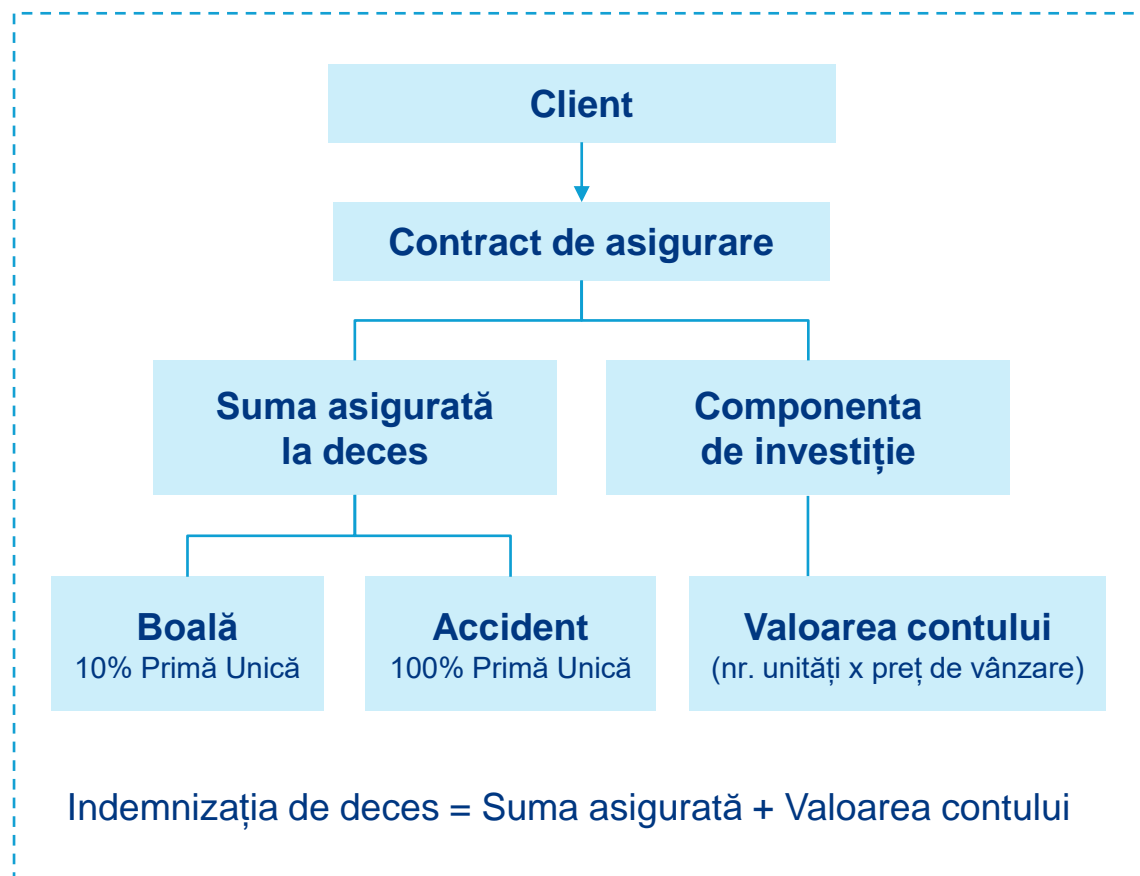 Client
Contract de asigurare
Suma asigurată
la deces
Componenta
de investiție
Boală
10% Primă Unică
Accident
100% Primă Unică
Valoarea contului
(nr. unități x preț de vânzare)
Indemnizația de deces = Suma asigurată + Valoarea contului